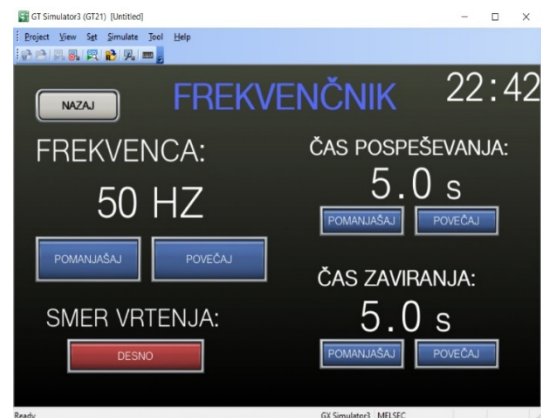 GT Simulator3 (GT21) [Untitled]
Project View Set Simulate Tool Help
NAZAJ
FREKVENČNIK
22:42
FREKVENCA:
50 HZ
POMANJŠAJ POVEČAJ
SMER VRTENJA:
DESNO
ČAS POSPEŠEVANJA:
5.0 s
POMANJŠAJ POVEČAJ
ČAS ZAVIRANJA:
5.0 s
POMANJŠAJ POVEČAJ
Ready
GX Simulator3 MELSEC